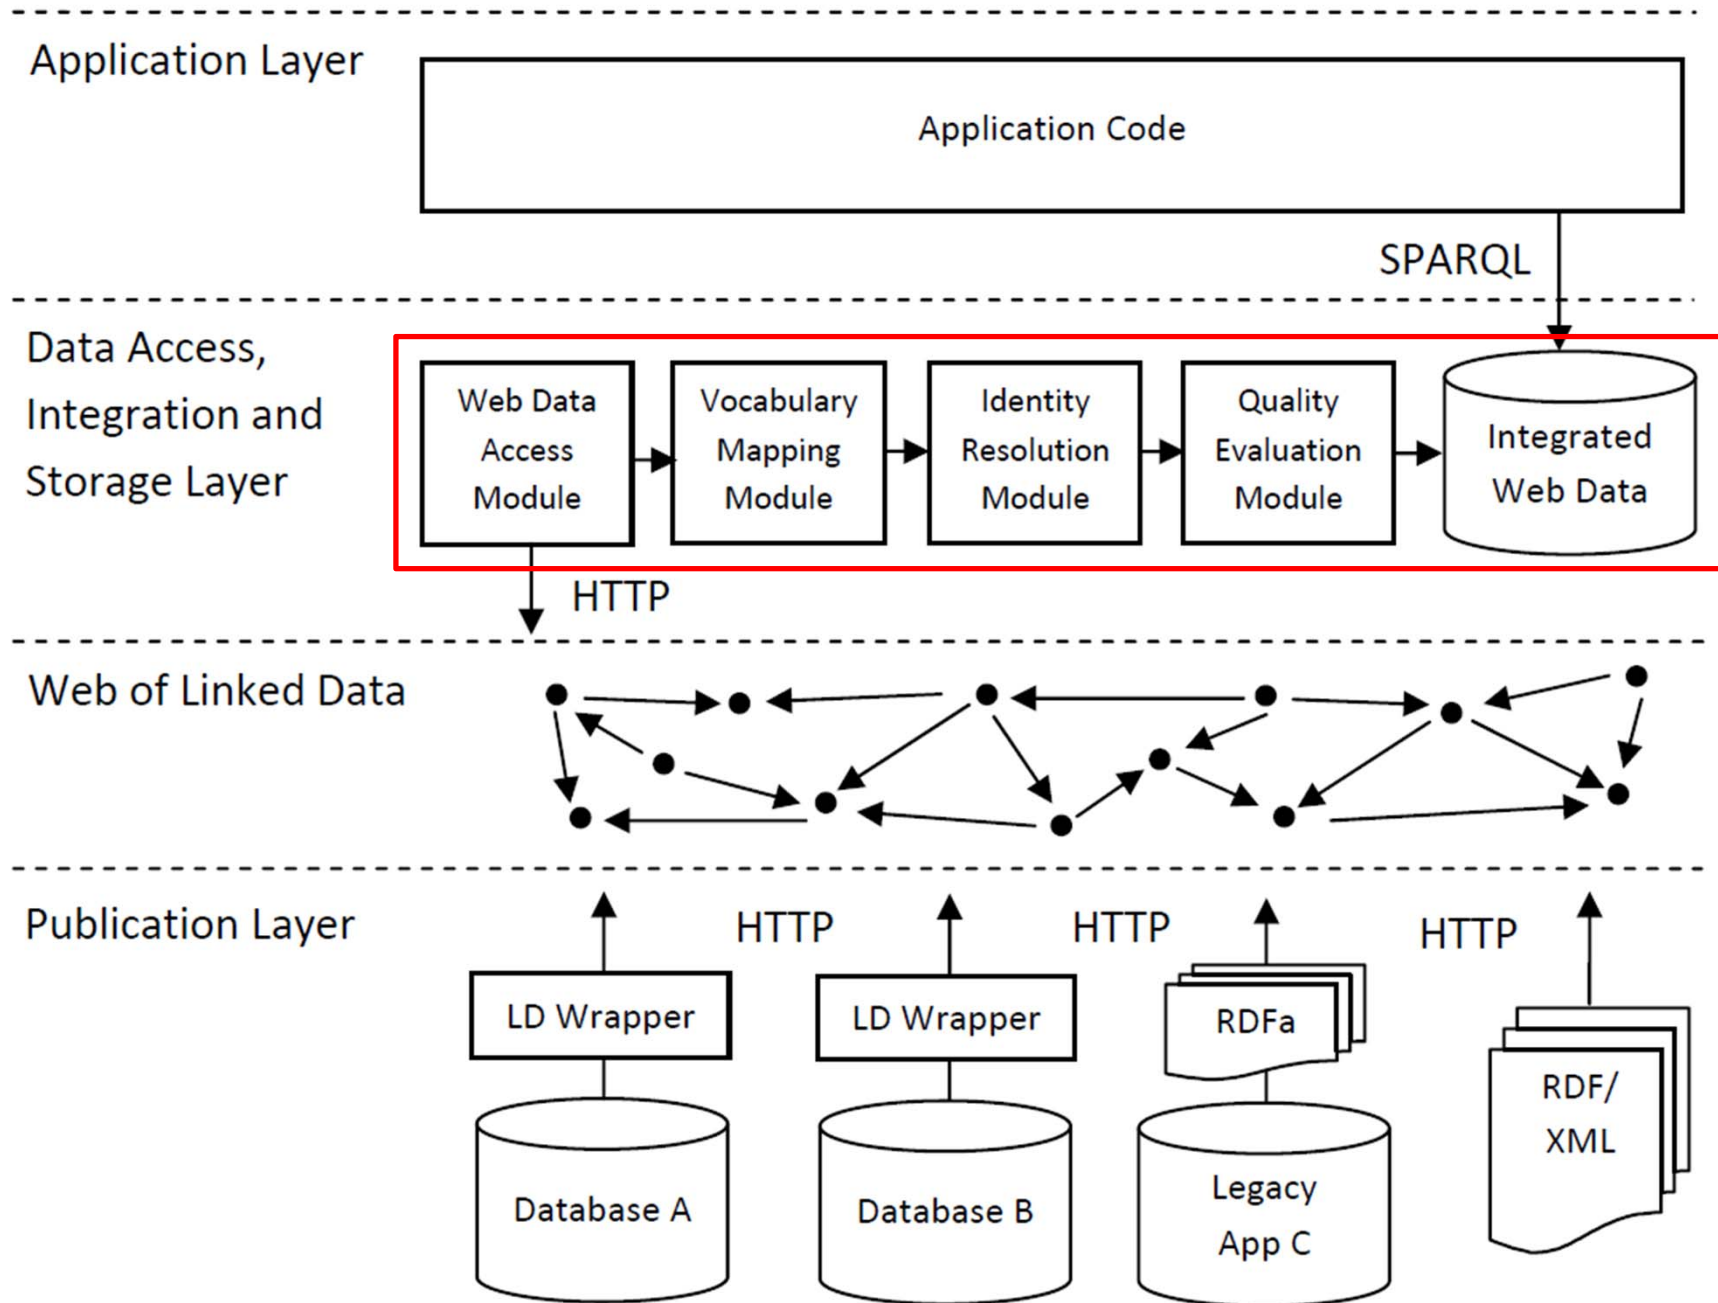 Application Layer
Application Code
SPARQL
Data Access,
Integration and
Storage Layer
Web Data
Access
Module
Vocabulary
Mapping
Module
Identity
Resolution
Module
Quality
Evaluation
Module
Integrated
Web Data
HTTP
Web of Linked Data
Publication Layer
HTTP
HTTP
HTTP
LD Wrapper
LD Wrapper
RDFa
RDF/
XML
Database A
Database B
Legacy
App C